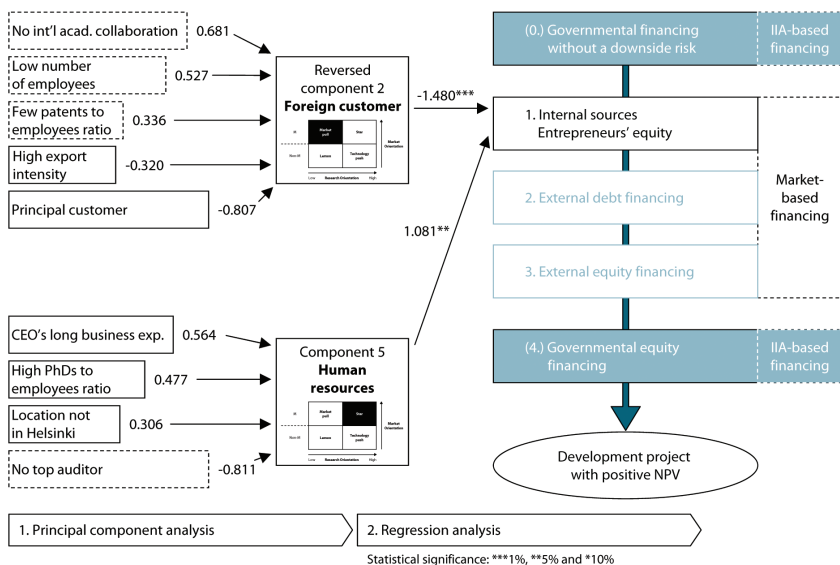 No int'l acad. collaboration
0.681
Low number
of employees
0.527
Few patents to
employees ratio
0.336
High export
intensity
-0.320
Principal customer
-0.807
Reversed
component 2
Foreign customer
IR
Non-IR
Market
pull
Star
Lemon
Technology
push
Market
Orientation
Low
Research Orientation
High
-1.480***
1.081**
CEO's long business exp.
0.564
High PhDs to
employees ratio
0.477
Location not
in Helsinki
0.306
No top auditor
-0.811
Component 5
Human
resources
Market
pull
Star
Non-IR
Lemon
Technology
push
Market
Orientation
Low
Research Orientation
High
(0.) Governmental financing
without a downside risk
IIA-based
financing
1. Internal sources
Entrepreneurs' equity
2. External debt financing
3. External equity financing
Market-
based
financing
(4.) Governmental equity
financing
IIA-based
financing
Development project
with positive NPV
1. Principal component analysis
2. Regression analysis
Statistical significance: ***1%, **5% and *10%